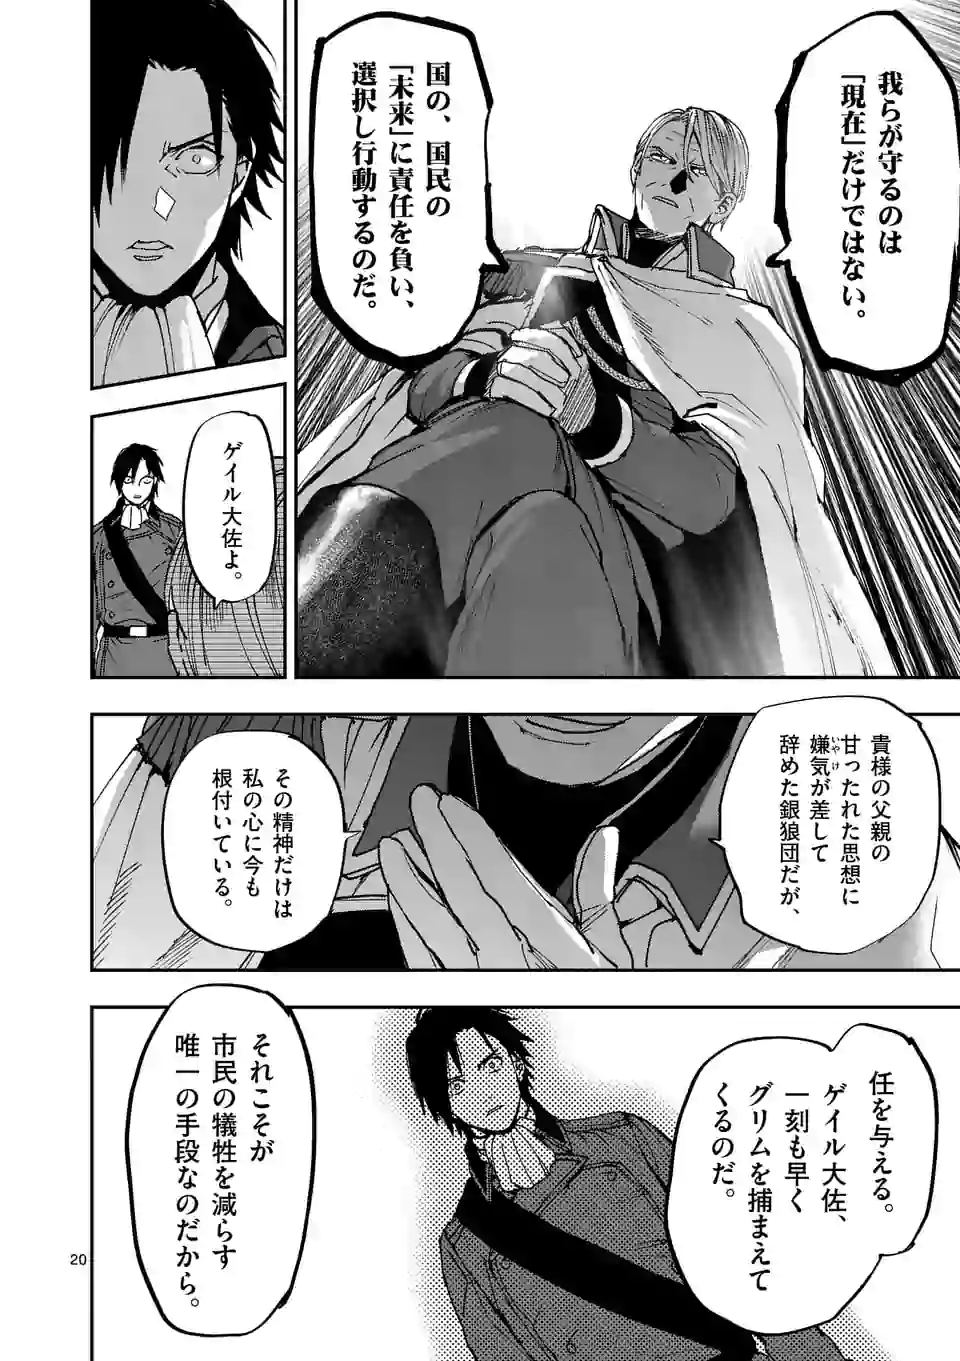 我らが守るのは
「現在」だけではない。
国の、国民の
「未来」に責任を負い、
選択し行動するのだ。
ゲイル大佐よ。
貴様の父親の
甘ったれた思想に
嫌気が差して
いやけ
辞めた銀狼団だが、
その精神だけは
私の心に今も
根付いている。
任を与える。
ゲイル大佐、
一刻も早く
グリムを捕まえて
くるのだ。
それこそが
市民の犠牲を減らす
唯一の手段なのだから。
20